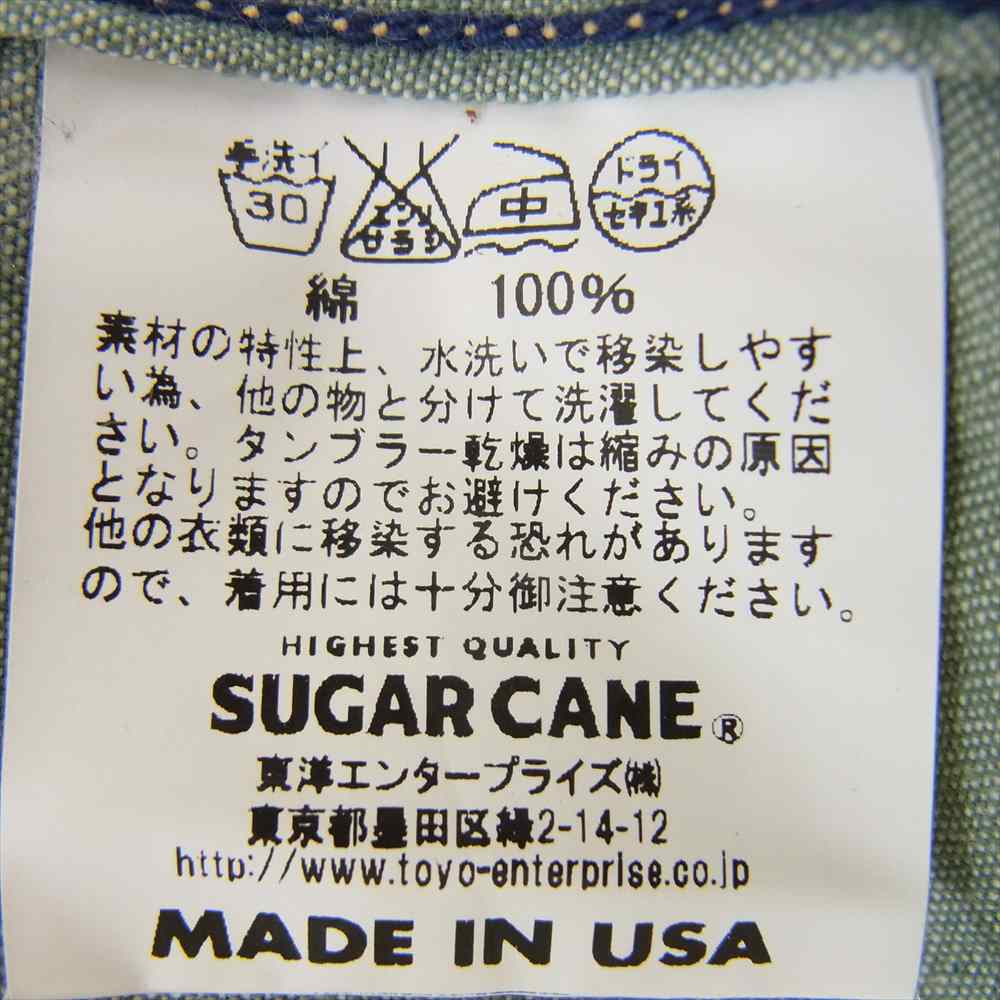 手洗イ
30
エンソ
サラシ
中
ドライ
セキユ系
綿 100%
素材の特性上、水洗いで移染しやす
い為、他の物と分けて洗濯してくだ
さい。タンブラー乾燥は縮みの原因
となりますのでお避けください。
他の衣類に移染する恐れがあります
ので、着用には十分御注意ください。
HIGHEST QUALITY
SUGAR CANE®
東洋エンタープライズ㈱
東京都墨田区緑2-14-12
http://www.toyo-enterprise.co.jp
MADE IN USA